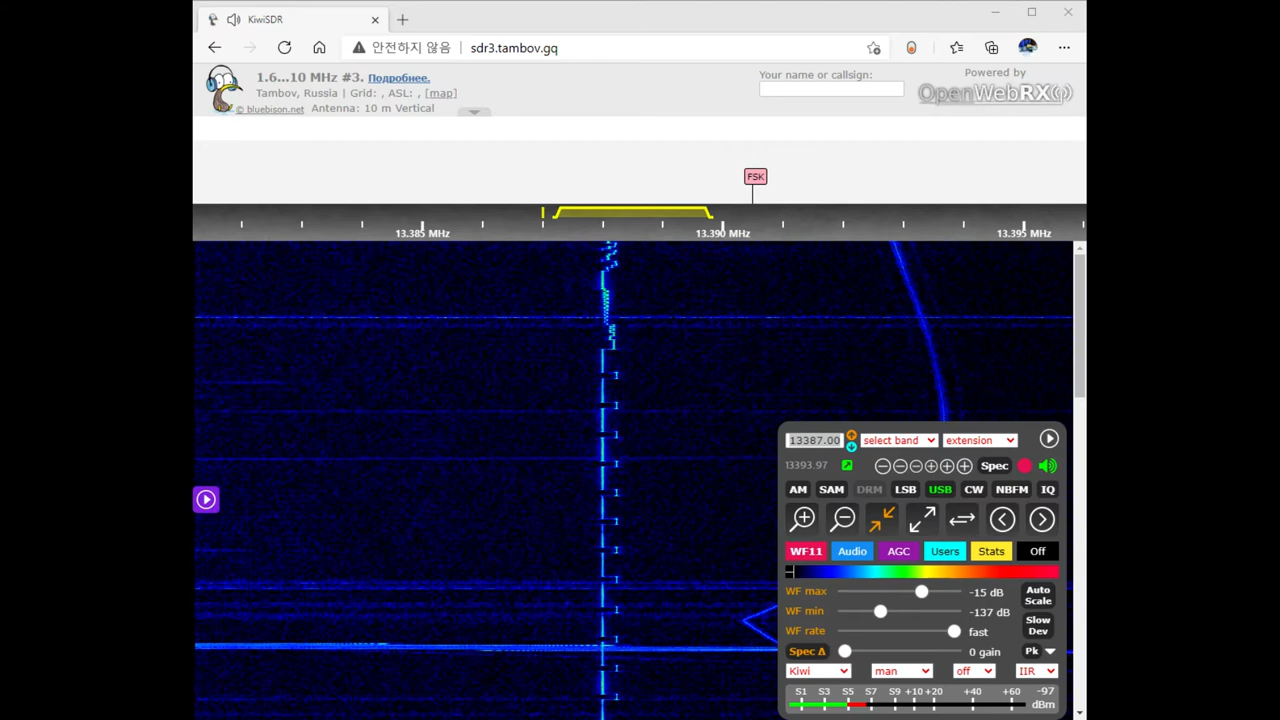 KiwiSDR
안전하지 않음 sdr3.tambov.gq
1.6...10 MHz #3. Подробнее.
Tambov, Russia | Grid: , ASL: , [map]
© bluebison.net Antenna: 10 m Vertical
Your name or callsign:
Powered by
OpenWebRX
FSK
13.385 MHz 13.390 MHz 13.395 MHz
13387.00 select band extension
13393.97 Spec
AM SAM DRM LSB USB CW NBFM IQ
WF11 Audio AGC Users Stats Off
WF max -15 dB Auto Scale
WF min -137 dB
WF rate fast Slow Dev
Spec Δ 0 gain Pk
Kiwi man off IIR
S1 S3 S5 S7 S9 +10 +20 +40 +60 -97
dBm